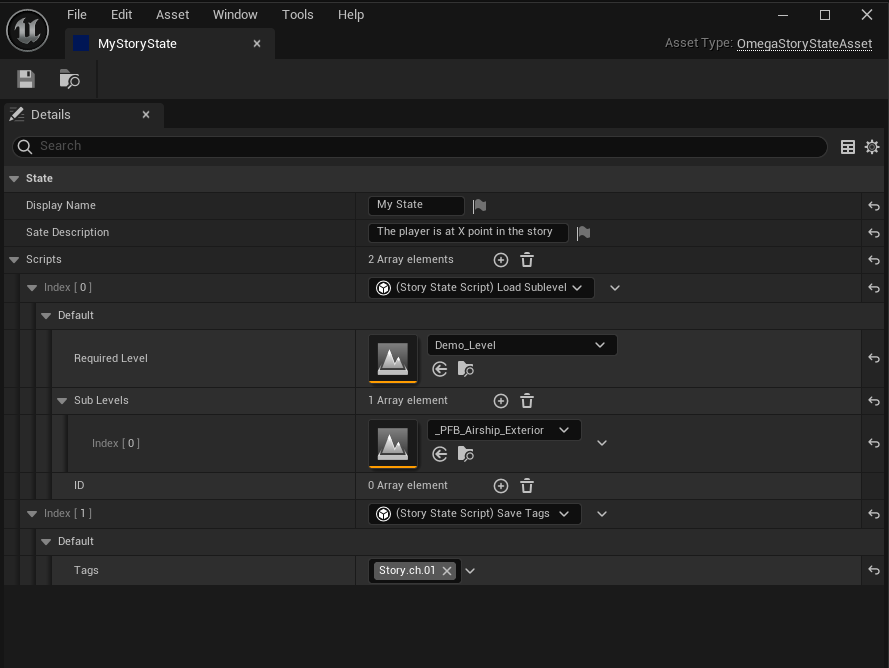 File Edit Asset Window Tools Help
MyStoryState
Asset Type: OmegaStoryStateAsset
Details
Search
State
Display Name My State
Sate Description The player is at X point in the story
Scripts 2 Array elements
Index [ 0 ] (Story State Script) Load Sublevel
Default
Required Level Demo_Level
Sub Levels 1 Array element
Index [ 0 ] _PFB_Airship_Exterior
ID 0 Array element
Index [ 1 ] (Story State Script) Save Tags
Default
Tags Story.ch.01